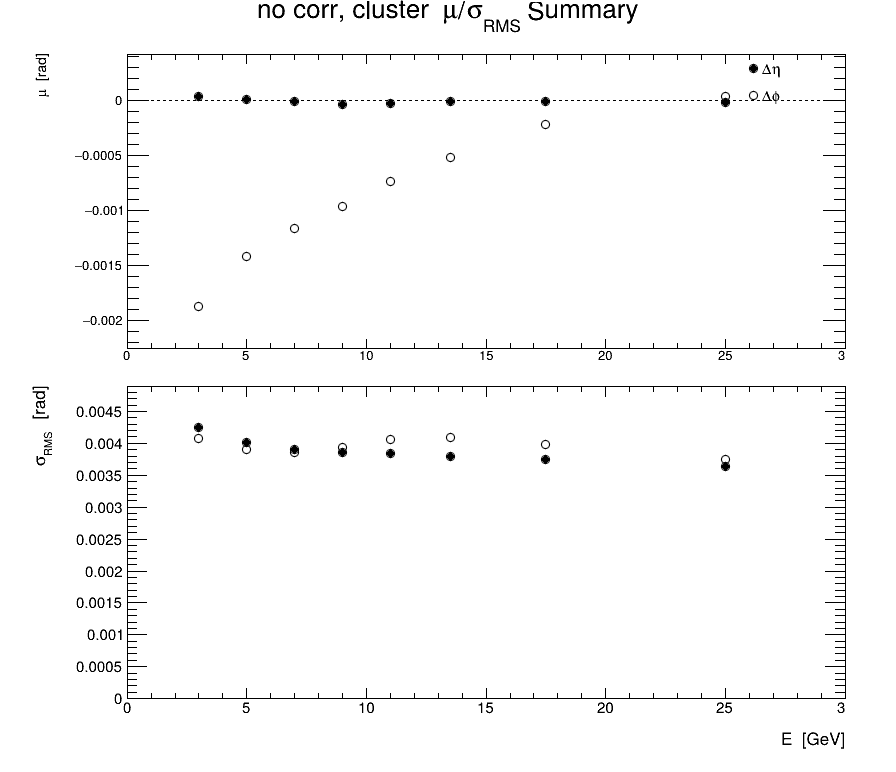 no corr, cluster μ/σRMS Summary
μ [rad]
Δη
Δϕ
0
−0.0005
−0.001
−0.0015
−0.002
0 5 10 15 20 25 3
σRMS [rad]
0.0045
0.004
0.0035
0.003
0.0025
0.002
0.0015
0.001
0.0005
0
0 5 10 15 20 25 3
E [GeV]